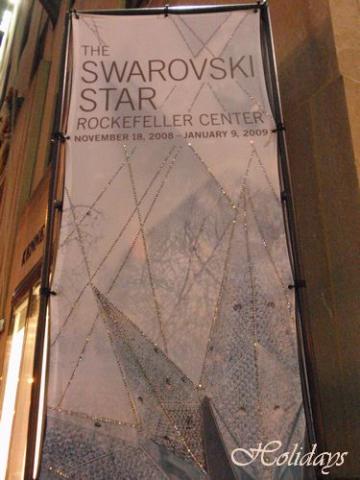 THE
SWAROVSKI
STAR
ROCKEFELLER CENTER
NOVEMBER 18, 2008 – JANUARY 9, 2009
Holidays